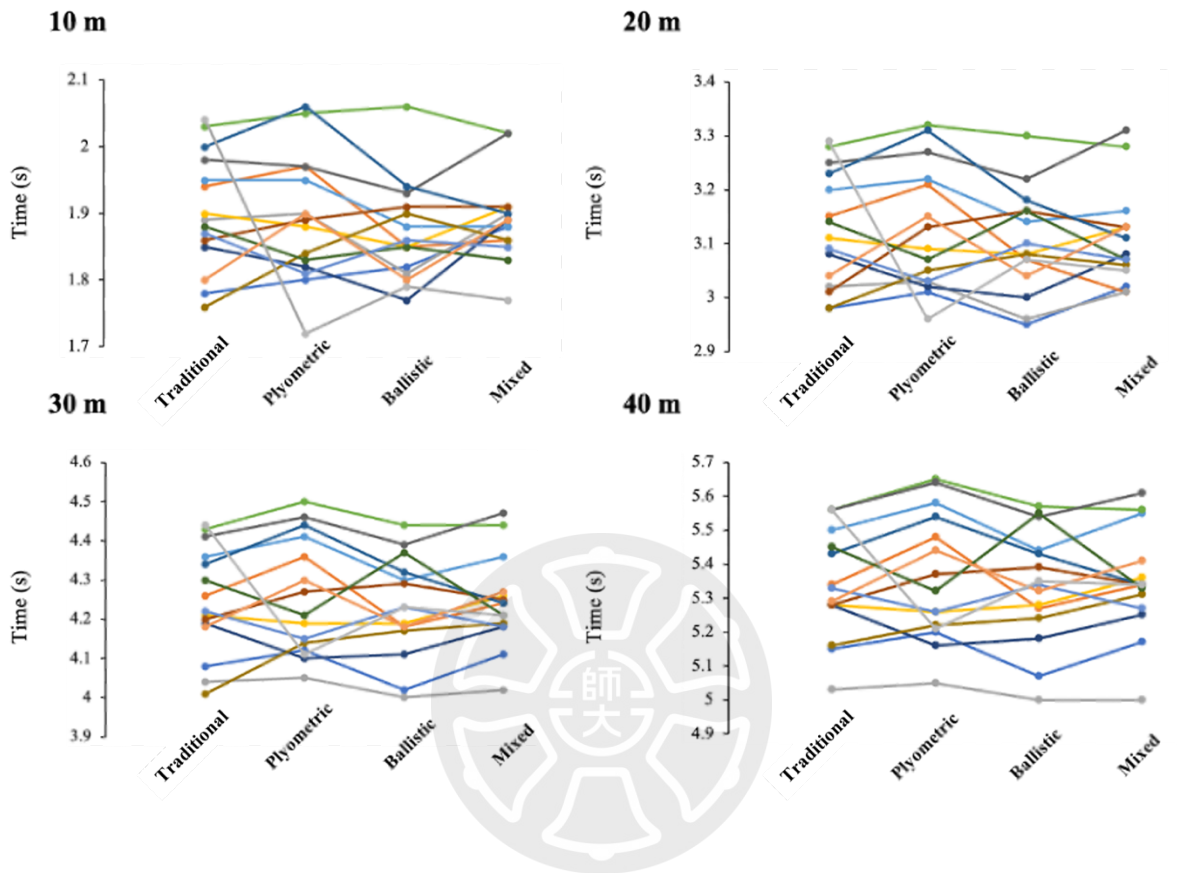 10 m
Time (s)
2.1
2
1.9
1.8
1.7
Traditional
Plyometric
Ballistic
Mixed
20 m
Time (s)
3.4
3.3
3.2
3.1
3
2.9
Traditional
Plyometric
Ballistic
Mixed
30 m
Time (s)
4.6
4.5
4.4
4.3
4.2
4.1
4
3.9
Traditional
Plyometric
Ballistic
Mixed
40 m
Time (s)
5.7
5.6
5.5
5.4
5.3
5.2
5.1
5
4.9
Traditional
Plyometric
Ballistic
Mixed
師
大